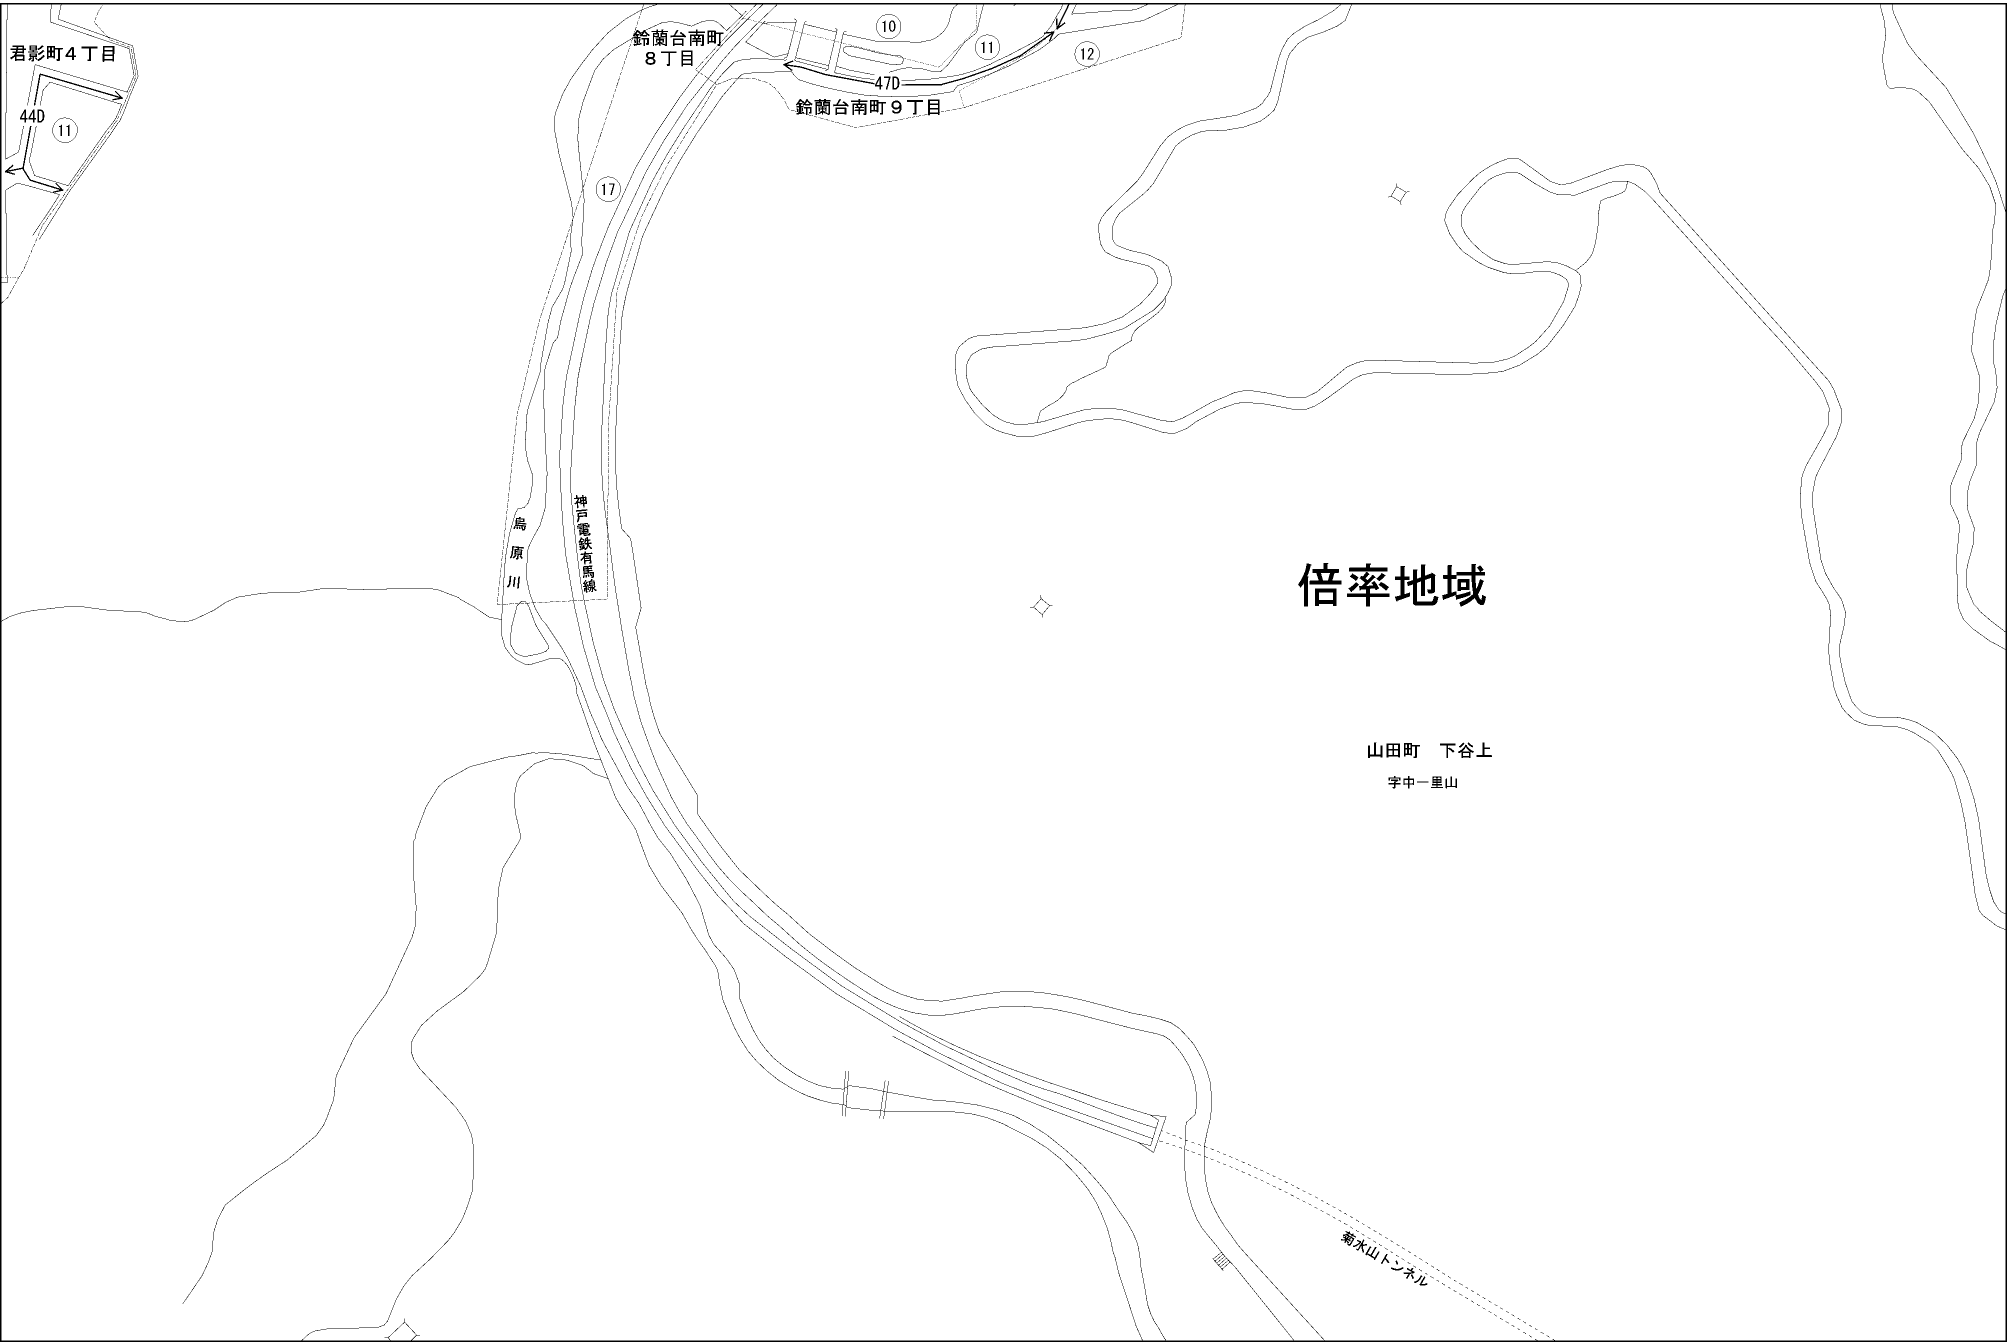 君影町４丁目
44D
11
鈴蘭台南町
８丁目
10
11
12
47D
鈴蘭台南町９丁目
17
烏原川
神戸電鉄有馬線
倍率地域
山田町　下谷上
字中一里山
菊水山トンネル